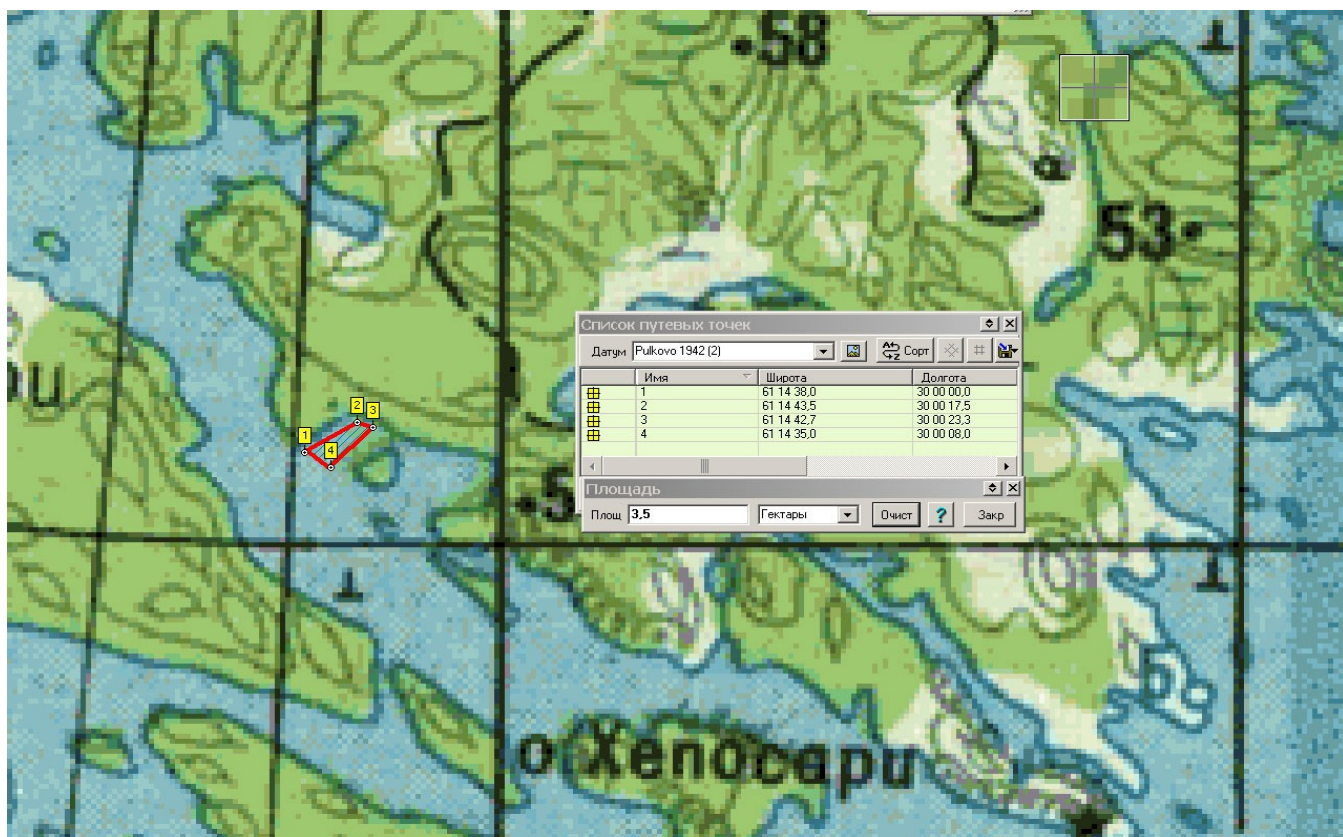 .58
53.
Список путевых точек
Датум Pulkovo 1942 (2) Сорт
Имя Широта Долгота
1 61 14 38,0 30 00 00,0
2 61 14 43,5 30 00 17,5
3 61 14 42,7 30 00 23,3
4 61 14 35,0 30 00 08,0
ри
1
2
3
4
Площадь
Площ 3,5 Гектары Очист ? Закр
.5
о Хепосари